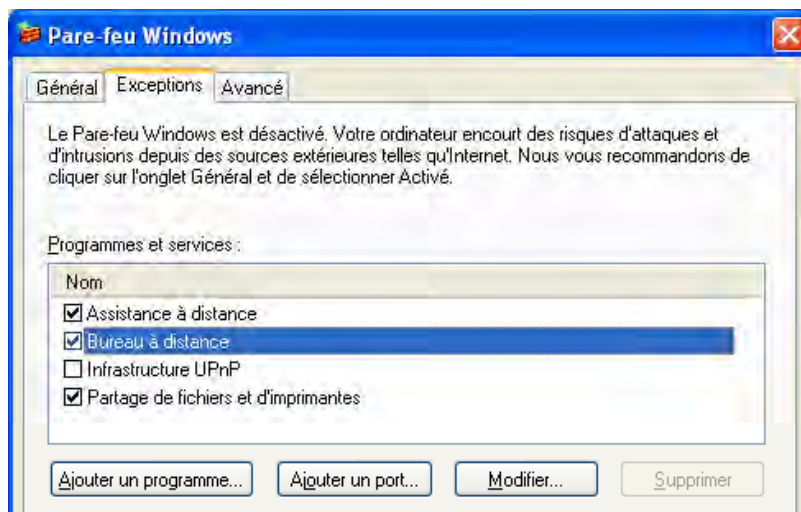 Pare-feu Windows
Général Exceptions Avancé
Le Pare-feu Windows est désactivé. Votre ordinateur encourt des risques d'attaques et
d'intrusions depuis des sources extérieures telles qu'Internet. Nous vous recommandons de
cliquer sur l'onglet Général et de sélectionner Activé.
Programmes et services :
Nom
Assistance à distance
Bureau à distance
Infrastructure UPnP
Partage de fichiers et d'imprimantes
Ajouter un programme... Ajouter un port... Modifier... Supprimer